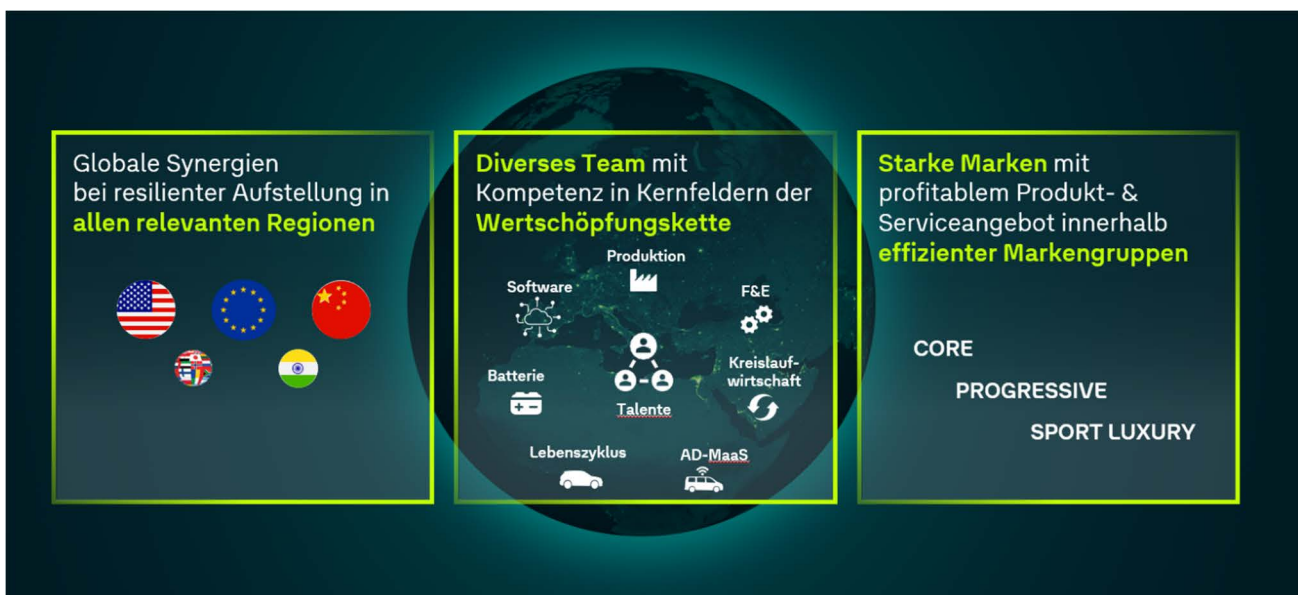 Globale Synergien
bei resilienter Aufstellung in
allen relevanten Regionen
Diverses Team mit
Kompetenz in Kernfeldern der
Wertschöpfungskette
Produktion
Software
F&E
Batterie
Kreislauf-
wirtschaft
Talente
Lebenszyklus
AD-MaaS
Starke Marken mit
profitablem Produkt- &
Serviceangebot innerhalb
effizienter Markengruppen
CORE
PROGRESSIVE
SPORT LUXURY